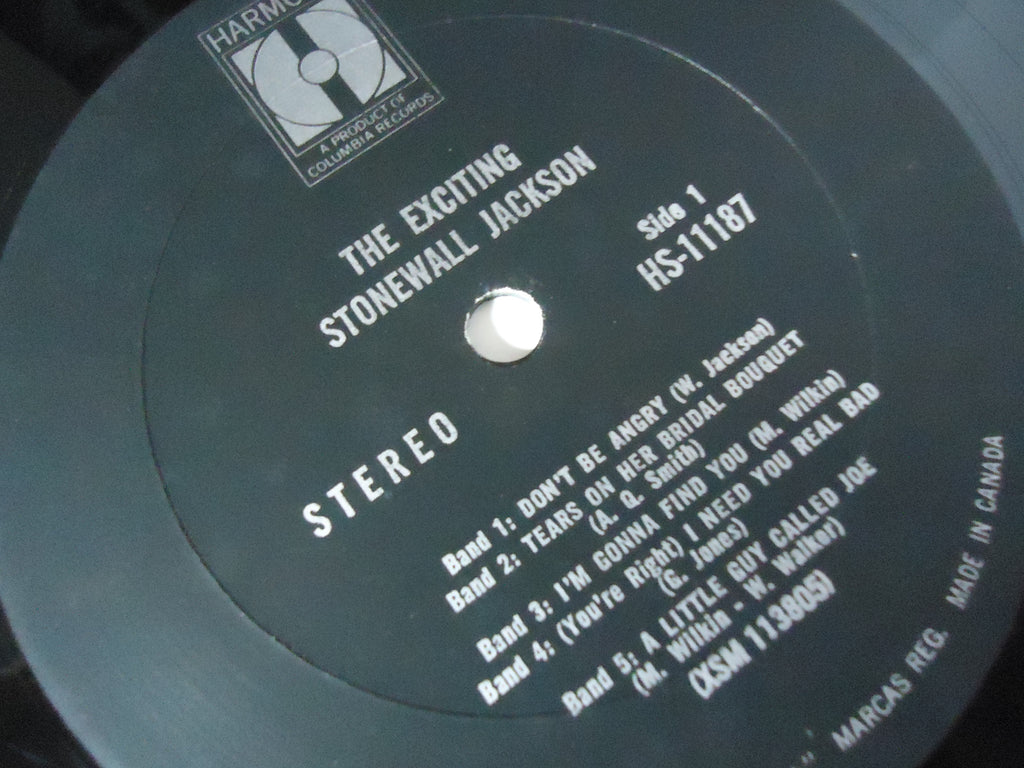 A PRODUCT OF
COLUMBIA RECORDS
THE EXCITING
STONEWALL JACKSON
Side 1
HS-11187
STEREO
Band 1: DON'T BE ANGRY (W. Jackson)
Band 2: TEARS ON HER BRIDAL BOUQUET
(A. Q. Smith)
Band 3: I'M GONNA FIND YOU (M. Wilkin)
Band 4: (You're Right) I NEED YOU REAL BAD
(G. Jones)
Band 5: A LITTLE GUY CALLED JOE
(M. Wilkin - W. Walker)
(XSM 113805)
" MARCAS REG. MADE IN CANADA